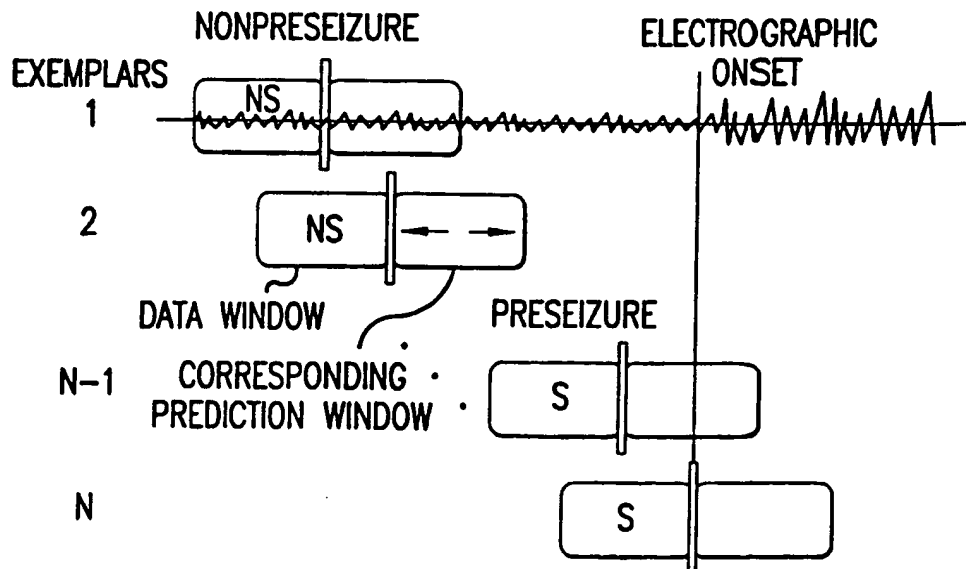 NONPRESEIZURE
ELECTROGRAPHIC
ONSET
EXEMPLARS
1
NS
2
NS
DATA WINDOW
CORRESPONDING
PREDICTION WINDOW
PRESEIZURE
N-1
S
N
S